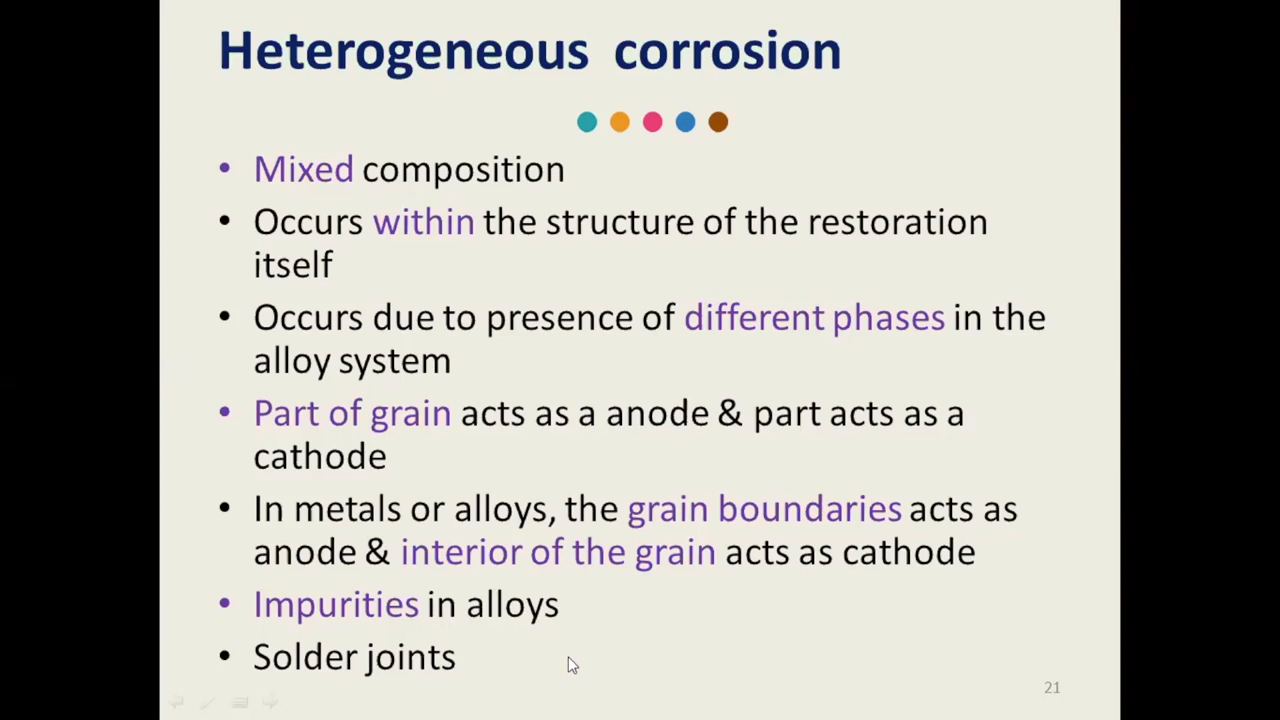 Heterogeneous corrosion
• Mixed composition
• Occurs within the structure of the restoration
itself
• Occurs due to presence of different phases in the
alloy system
• Part of grain acts as a anode & part acts as a
cathode
• In metals or alloys, the grain boundaries acts as
anode & interior of the grain acts as cathode
• Impurities in alloys
• Solder joints
21